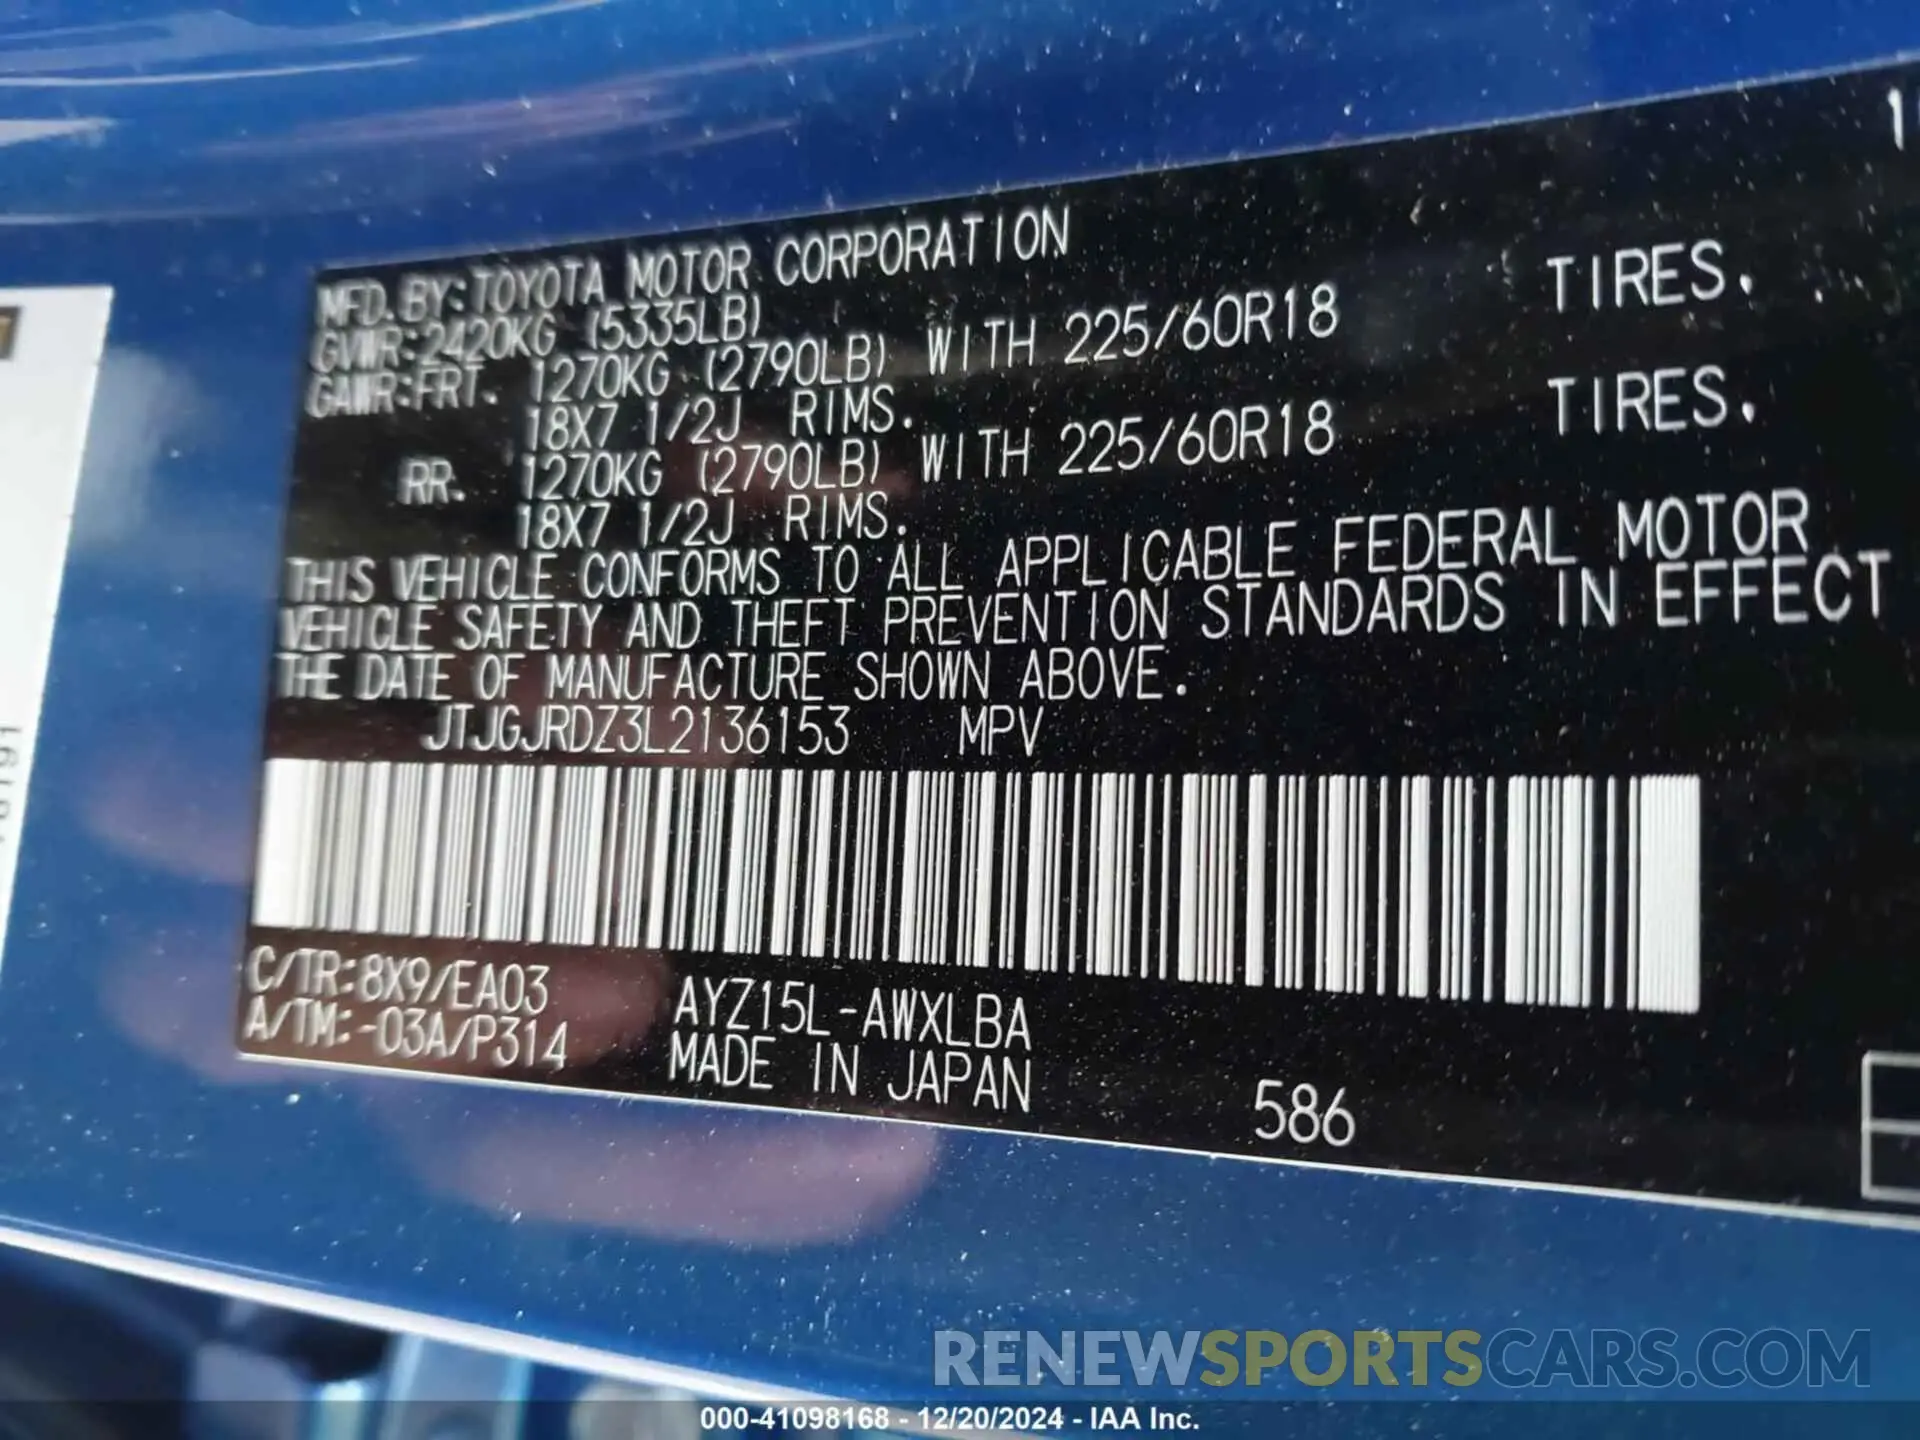 MFD. BY: TOYOTA MOTOR CORPORATION
GVWR: 2420KG (5335LB)
GAWR: FRT. 1270KG (2790LB) WITH 225/60R18 TIRES.
18X7 1/2J RIMS.
RR. 1270KG (2790LB) WITH 225/60R18 TIRES.
18X7 1/2J RIMS.
THIS VEHICLE CONFORMS TO ALL APPLICABLE FEDERAL MOTOR
VEHICLE SAFETY AND THEFT PREVENTION STANDARDS IN EFFECT
THE DATE OF MANUFACTURE SHOWN ABOVE.
JTJGJRDZ3L2136153 MPV
C/TR: 8X9/EA03 AYZ15L-AWXLBA
A/TM: -03A/P314 MADE IN JAPAN
586
RENEWSPORTSCARS.COM
000-41098168 - 12/20/2024 - IAA Inc.